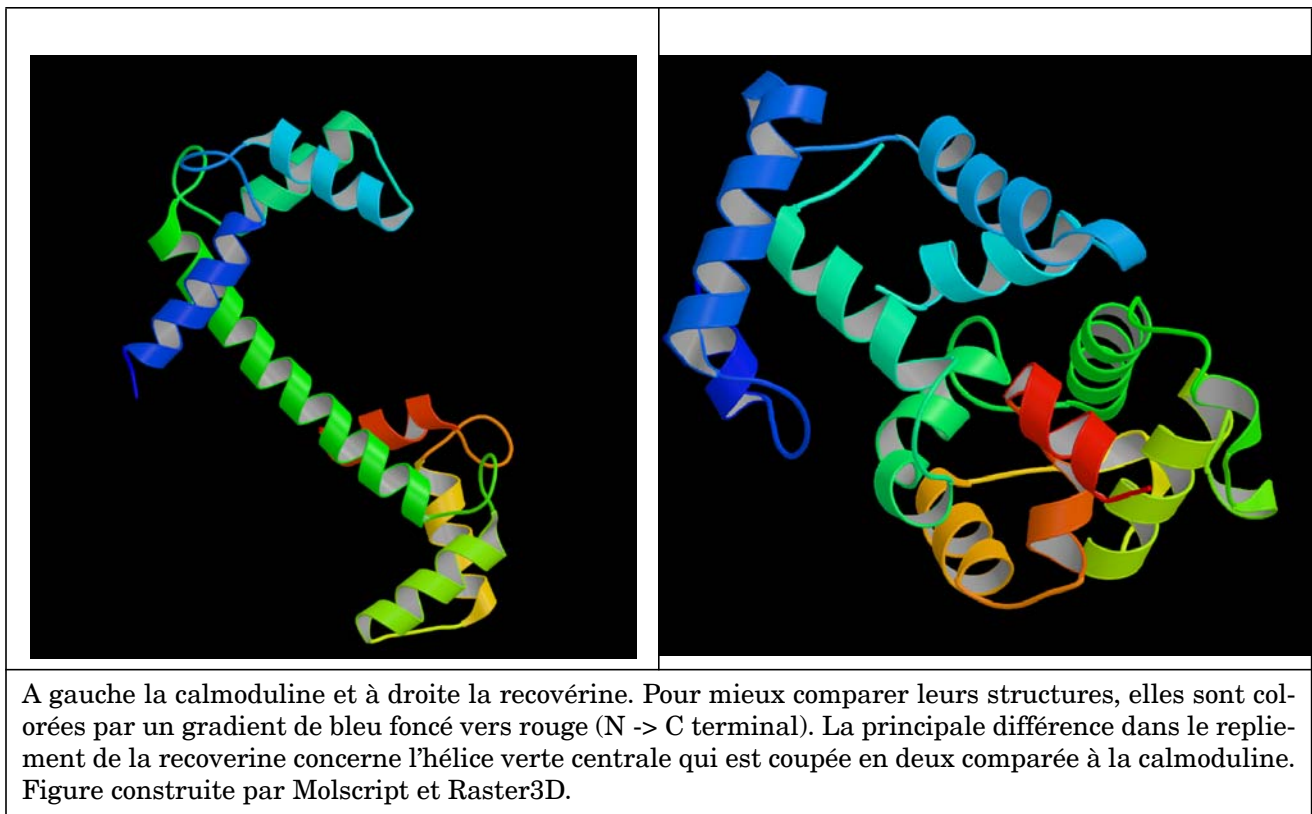 A gauche la calmoduline et à droite la recovérine. Pour mieux comparer leurs structures, elles sont col-
orées par un gradient de bleu foncé vers rouge (N -> C terminal). La principale différence dans le replie-
ment de la recoverine concerne l'hélice verte centrale qui est coupée en deux comparée à la calmoduline.
Figure construite par Molscript et Raster3D.